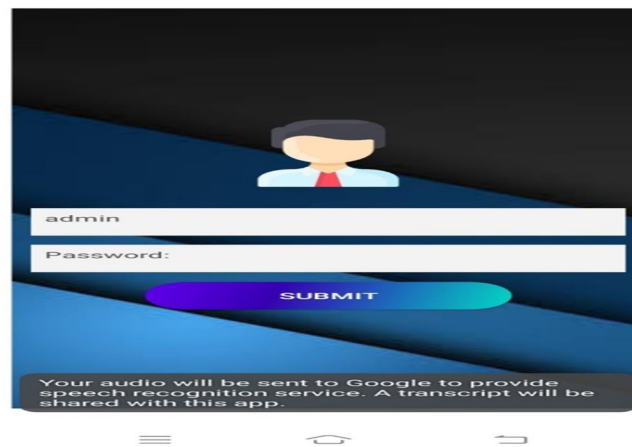 admin
Password:
SUBMIT
Your audio will be sent to Google to provide
speech recognition service. A transcript will be
shared with this app.